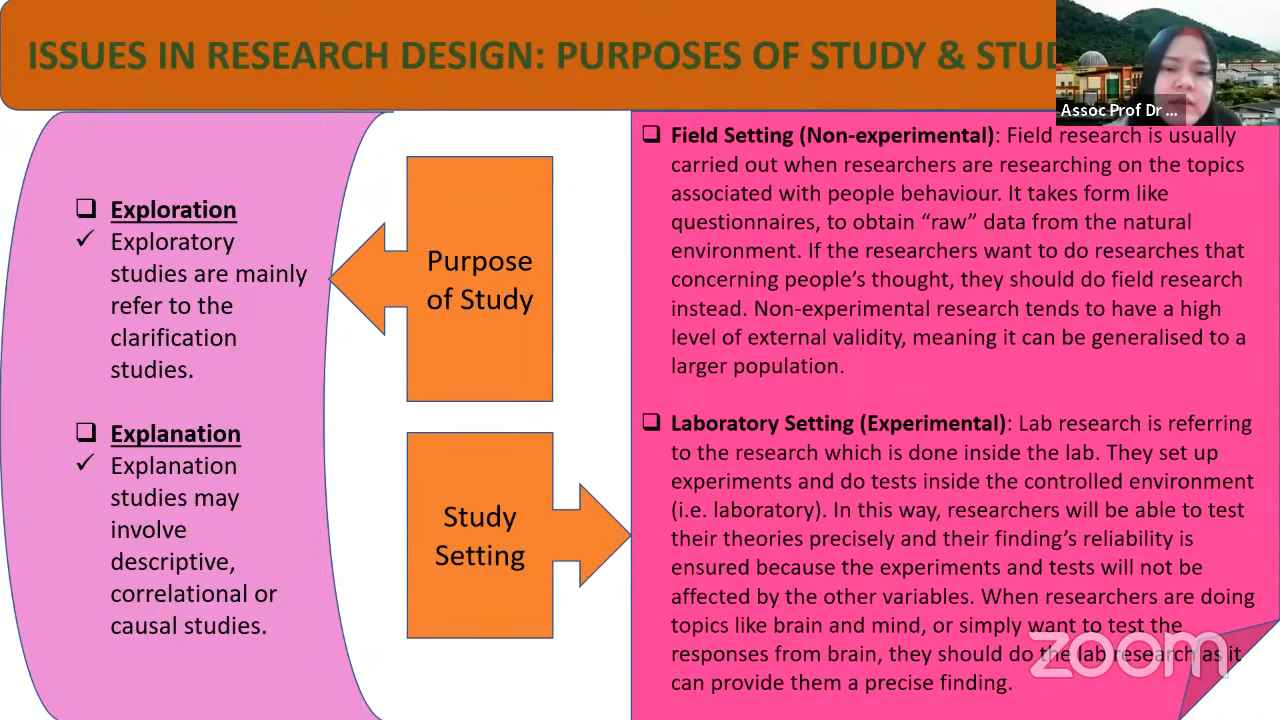 ISSUES IN RESEARCH DESIGN: PURPOSES OF STUDY &
Assoc Prof Dr ...
❑ Exploration
✓ Exploratory
studies are mainly
refer to the
clarification
studies.
❑ Explanation
✓ Explanation
studies may
involve
descriptive,
correlational or
causal studies.
Purpose
of Study
Study
Setting
❑ Field Setting (Non-experimental): Field research is usually
carried out when researchers are researching on the topics
associated with people behaviour. It takes form like
questionnaires, to obtain “raw” data from the natural
environment. If the researchers want to do researches that
concerning people’s thought, they should do field research
instead. Non-experimental research tends to have a high
level of external validity, meaning it can be generalised to a
larger population.
❑ Laboratory Setting (Experimental): Lab research is referring
to the research which is done inside the lab. They set up
experiments and do tests inside the controlled environment
(i.e. laboratory). In this way, researchers will be able to test
their theories precisely and their finding’s reliability is
ensured because the experiments and tests will not be
affected by the other variables. When researchers are doing
topics like brain and mind, or simply want to test the
responses from brain, they should do the lab research as it
can provide them a precise finding.
zoom